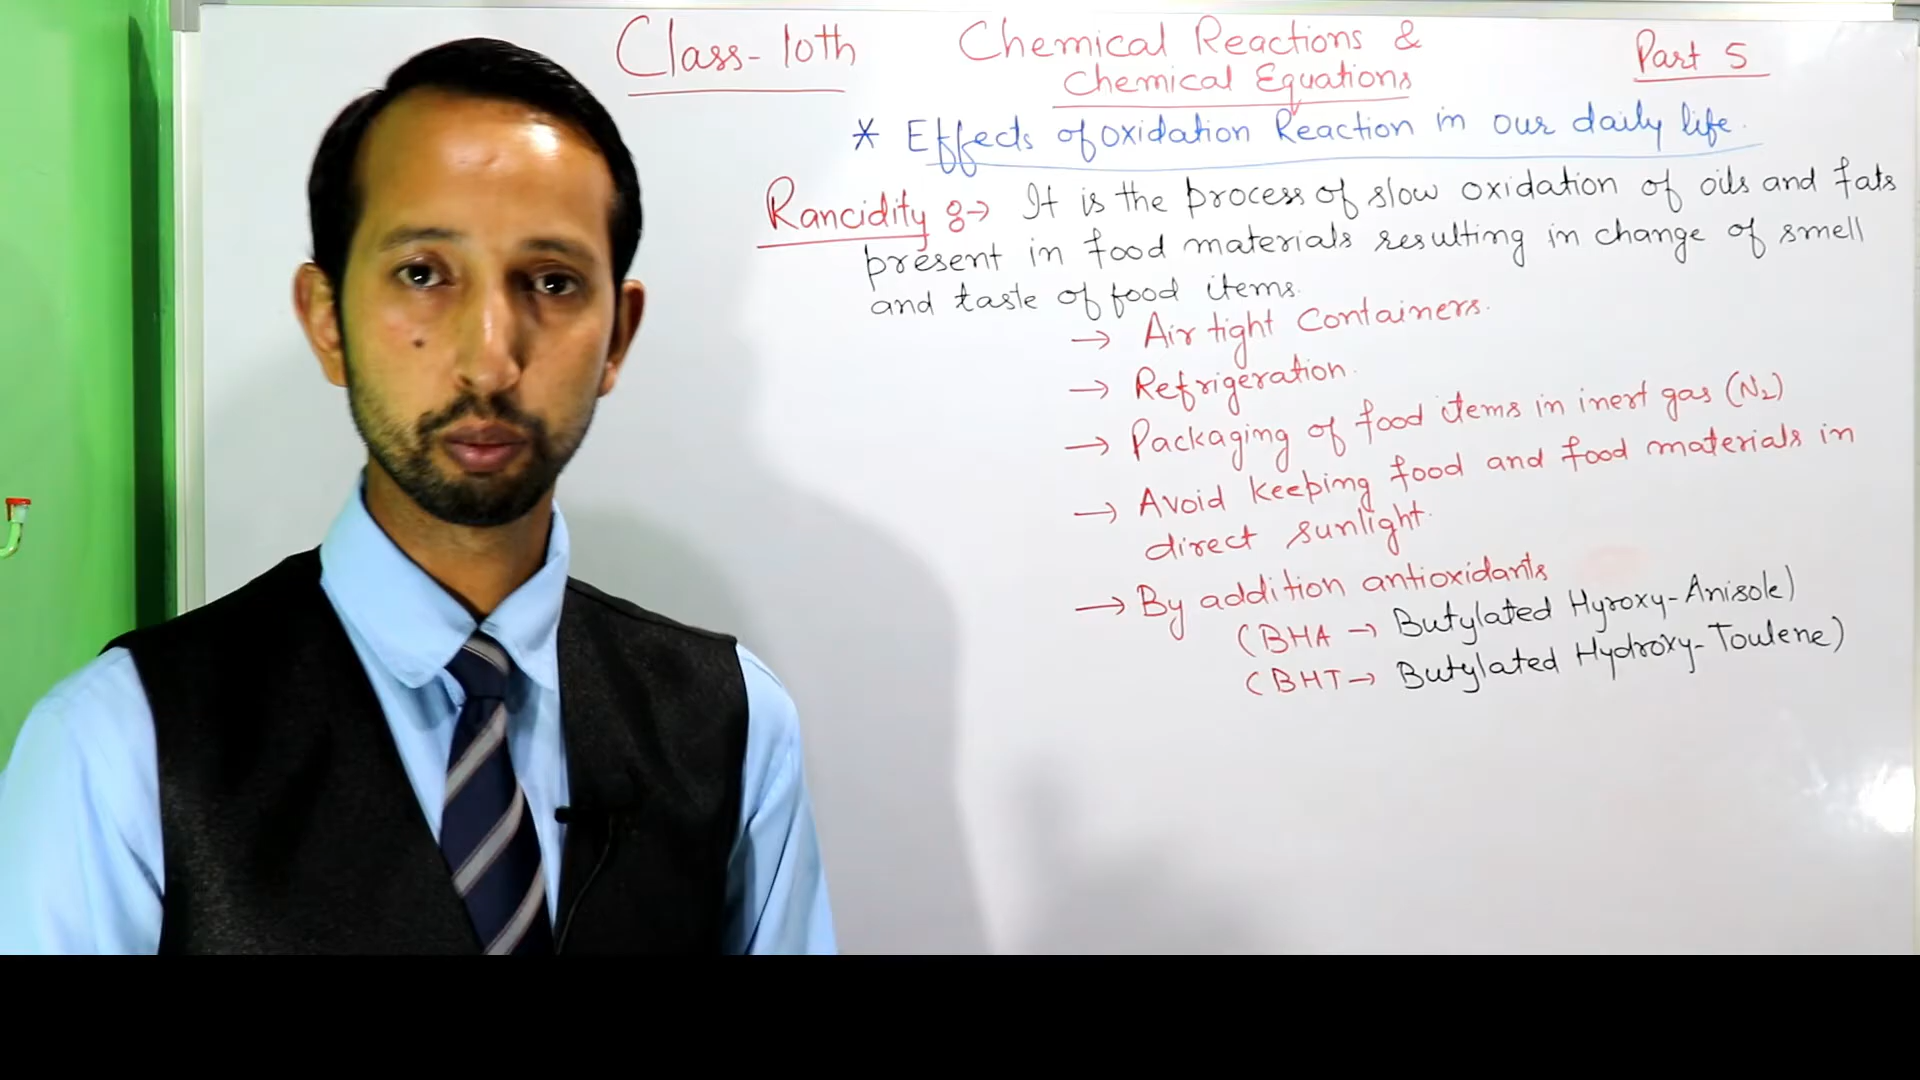 Class-10th
Chemical Reactions &
Chemical Equations
Part 5
* Effects of oxidation Reaction in our daily life.
Rancidity :→ It is the process of slow oxidation of oils and fats
present in food materials resulting in change of smell
and taste of food items.
→ Air tight Containers.
→ Refrigeration.
→ Packaging of food items in inert gas (N₂)
→ Avoid keeping food and food materials in
direct sunlight.
→ By addition antioxidants
(BHA → Butylated Hyroxy-Anisole)
(BHT → Butylated Hydroxy-Toulene)